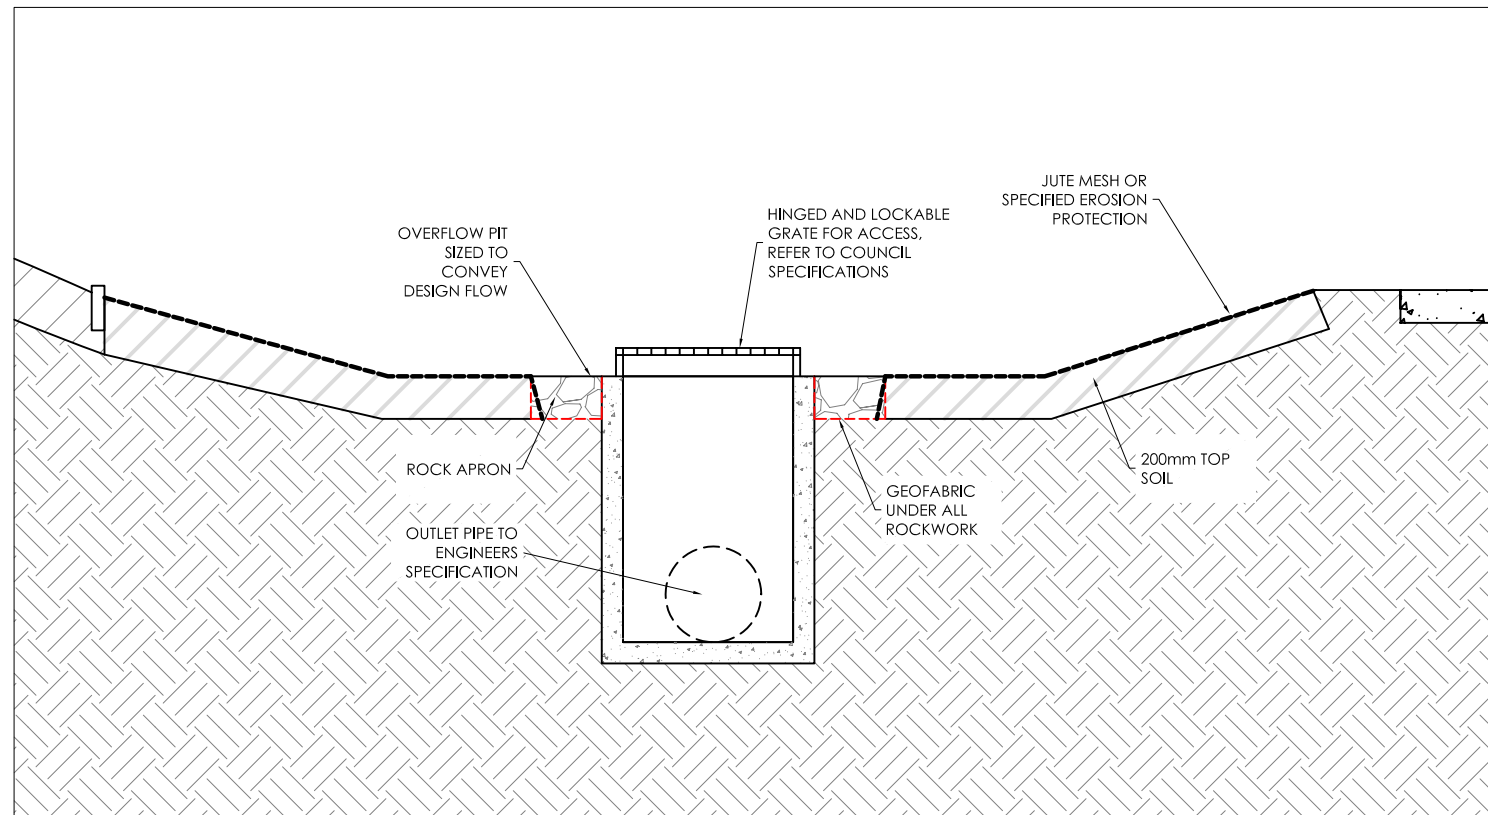 JUTE MESH OR
SPECIFIED EROSION
PROTECTION
HINGED AND LOCKABLE
GRATE FOR ACCESS,
REFER TO COUNCIL
SPECIFICATIONS
OVERFLOW PIT
SIZED TO
CONVEY
DESIGN FLOW
ROCK APRON
200mm TOP
SOIL
GEOFABRIC
UNDER ALL
ROCKWORK
OUTLET PIPE TO
ENGINEERS
SPECIFICATION